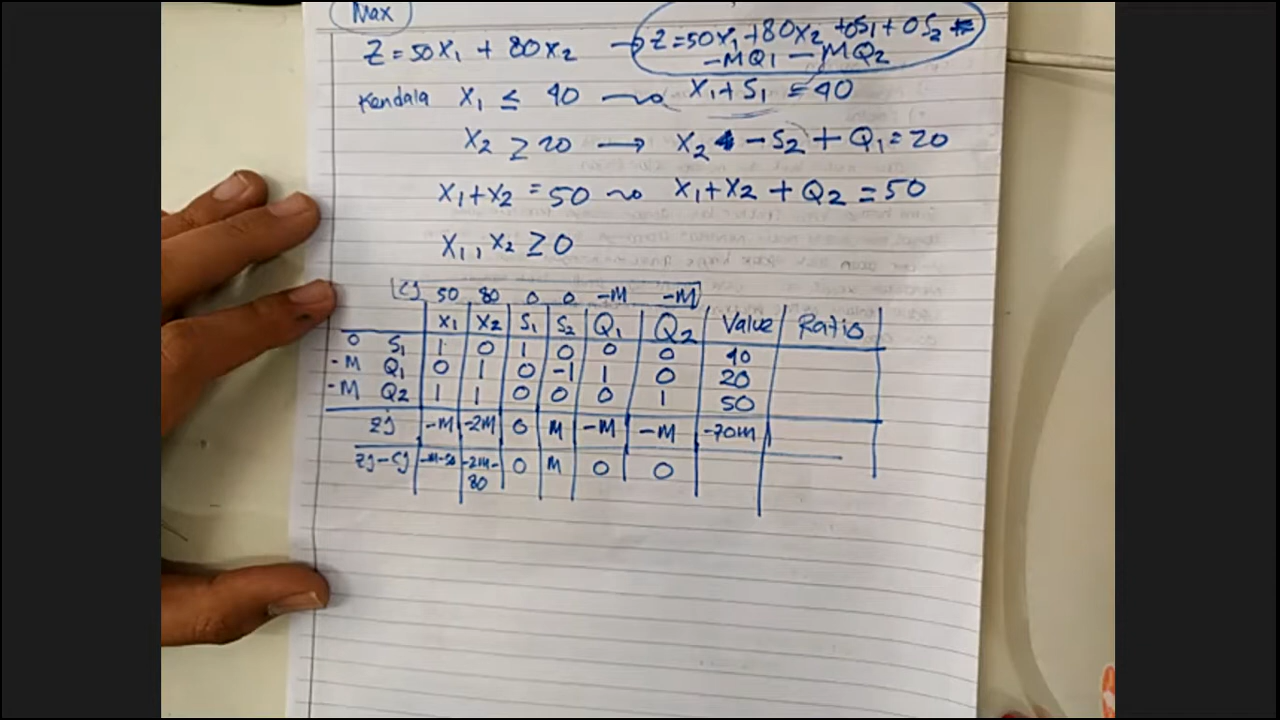 Max
Z = 50X1 + 80X2 → Z = 50X1 + 80X2 + 0S1 + 0S2
-MQ1 - MQ2
Kendala X1 ≤ 40 → X1 + S1 = 40
X2 ≥ 20 → X2 - S2 + Q1 = 20
X1 + X2 = 50 → X1 + X2 + Q2 = 50
X1, X2 ≥ 0
Cj 50 80 0 0 -M -M
X1 X2 S1 S2 Q1 Q2 Value Ratio
0 S1 1 0 1 0 0 0 40
-M Q1 0 1 0 -1 1 0 20
-M Q2 1 1 0 0 0 1 50
Zj -M -2M 0 M -M -M -70M
Zj-Cj -M-50 -2M-80 0 M 0 0